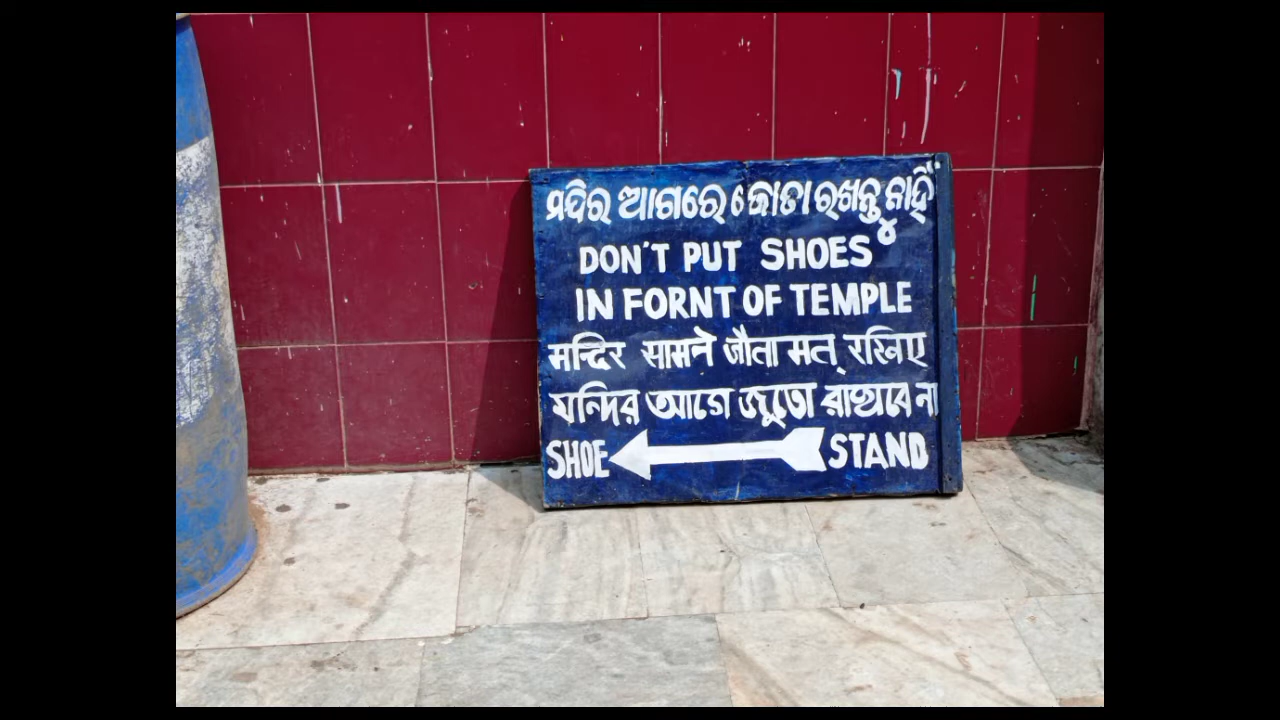 ମନ୍ଦିର ଆଗରେ ଜୋତା ରଖନ୍ତୁ ନାହିଁ
DON'T PUT SHOES
IN FORNT OF TEMPLE
मन्दिर सामने जौता मत् रखिए
মন্দির আগে জুতো রাখবেন না
SHOE STAND